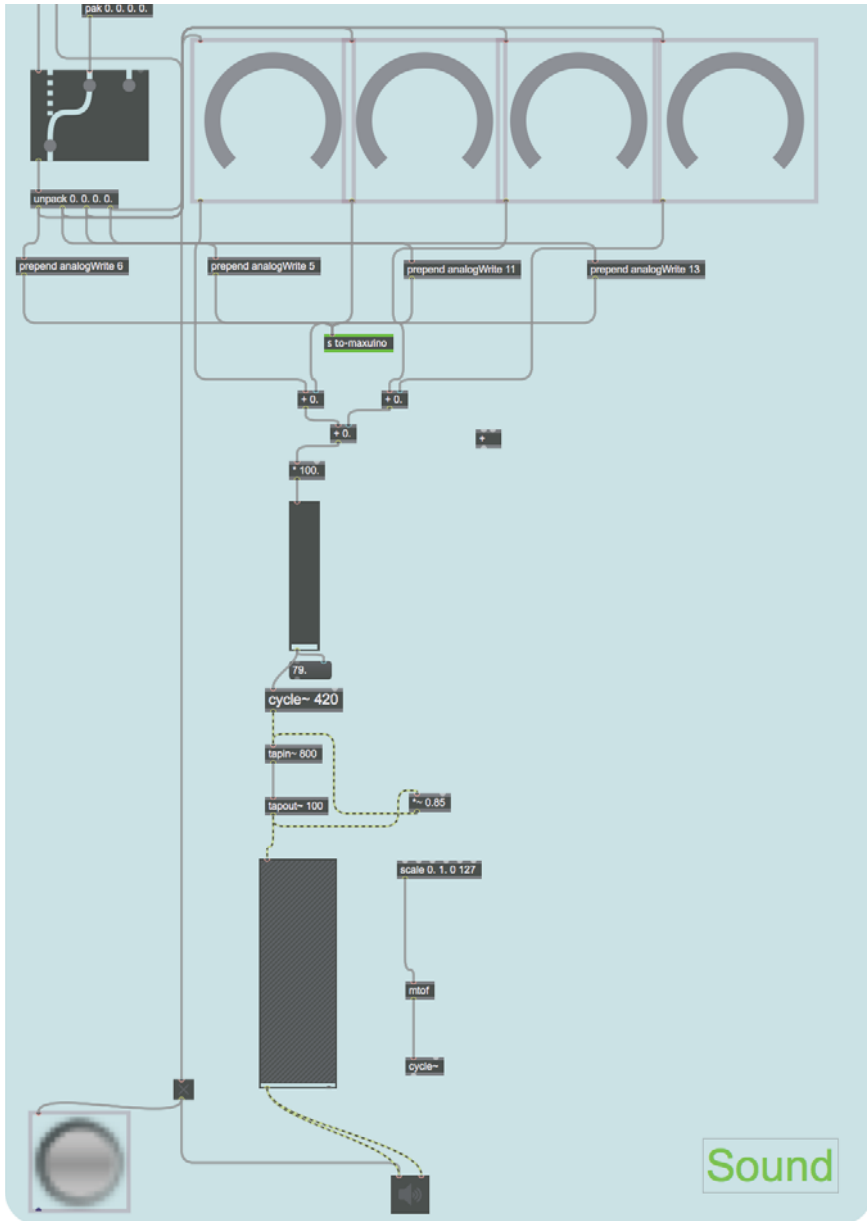 pak 0. 0. 0. 0.
unpack 0. 0. 0. 0.
prepend analogWrite 6
prepend analogWrite 5
prepend analogWrite 11
prepend analogWrite 13
s to-maxuino
+ 0.
+ 0.
+ 0.
+
* 100.
79.
cycle~ 420
tapin~ 800
tapout~ 100
*~ 0.85
scale 0. 1. 0 127
mtof
cycle~
Sound